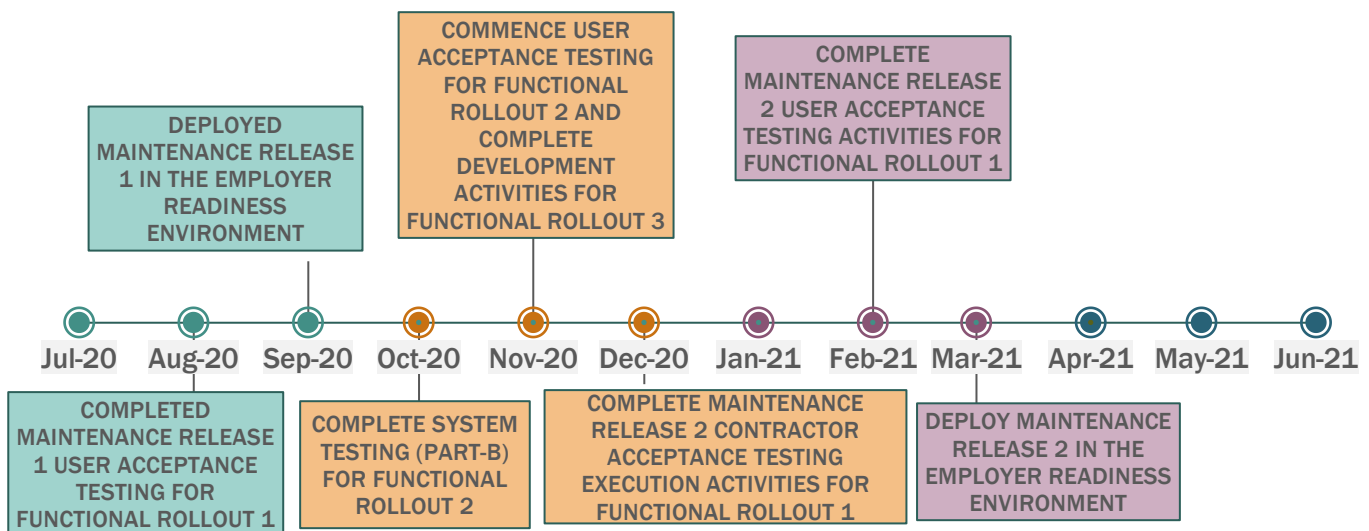 COMMENCE USER
ACCEPTANCE TESTING
FOR FUNCTIONAL
ROLLOUT 2 AND
COMPLETE
DEVELOPMENT
ACTIVITIES FOR
FUNCTIONAL ROLLOUT 3
COMPLETE
MAINTENANCE RELEASE
2 USER ACCEPTANCE
TESTING ACTIVITIES FOR
FUNCTIONAL ROLLOUT 1
DEPLOYED
MAINTENANCE RELEASE
1 IN THE EMPLOYER
READINESS
ENVIRONMENT
Jul-20 Aug-20 Sep-20 Oct-20 Nov-20 Dec-20 Jan-21 Feb-21 Mar-21 Apr-21 May-21 Jun-21
COMPLETED
MAINTENANCE RELEASE
1 USER ACCEPTANCE
TESTING FOR
FUNCTIONAL ROLLOUT 1
COMPLETE SYSTEM
TESTING (PART-B)
FOR FUNCTIONAL
ROLLOUT 2
COMPLETE MAINTENANCE
RELEASE 2 CONTRACTOR
ACCEPTANCE TESTING
EXECUTION ACTIVITIES FOR
FUNCTIONAL ROLLOUT 1
DEPLOY MAINTENANCE
RELEASE 2 IN THE
EMPLOYER READINESS
ENVIRONMENT